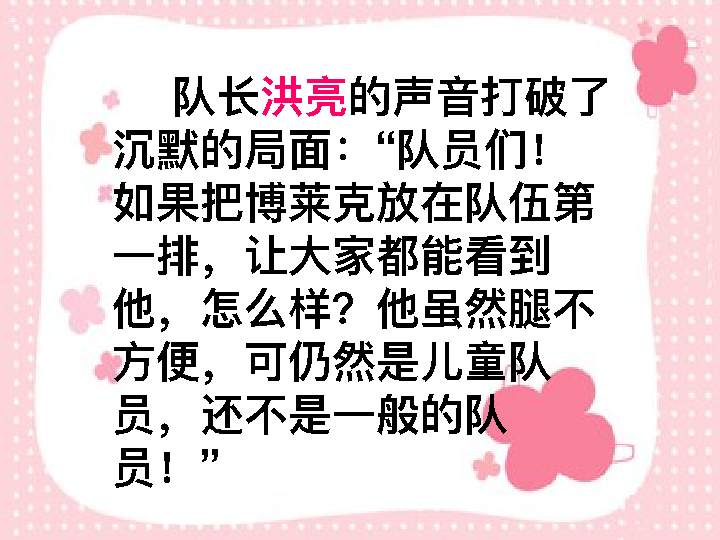 队长洪亮的声音打破了
沉默的局面：“队员们！
如果把博莱克放在队伍第
一排，让大家都能看到
他，怎么样？他虽然腿不
方便，可仍然是儿童队
员，还不是一般的队
员！”